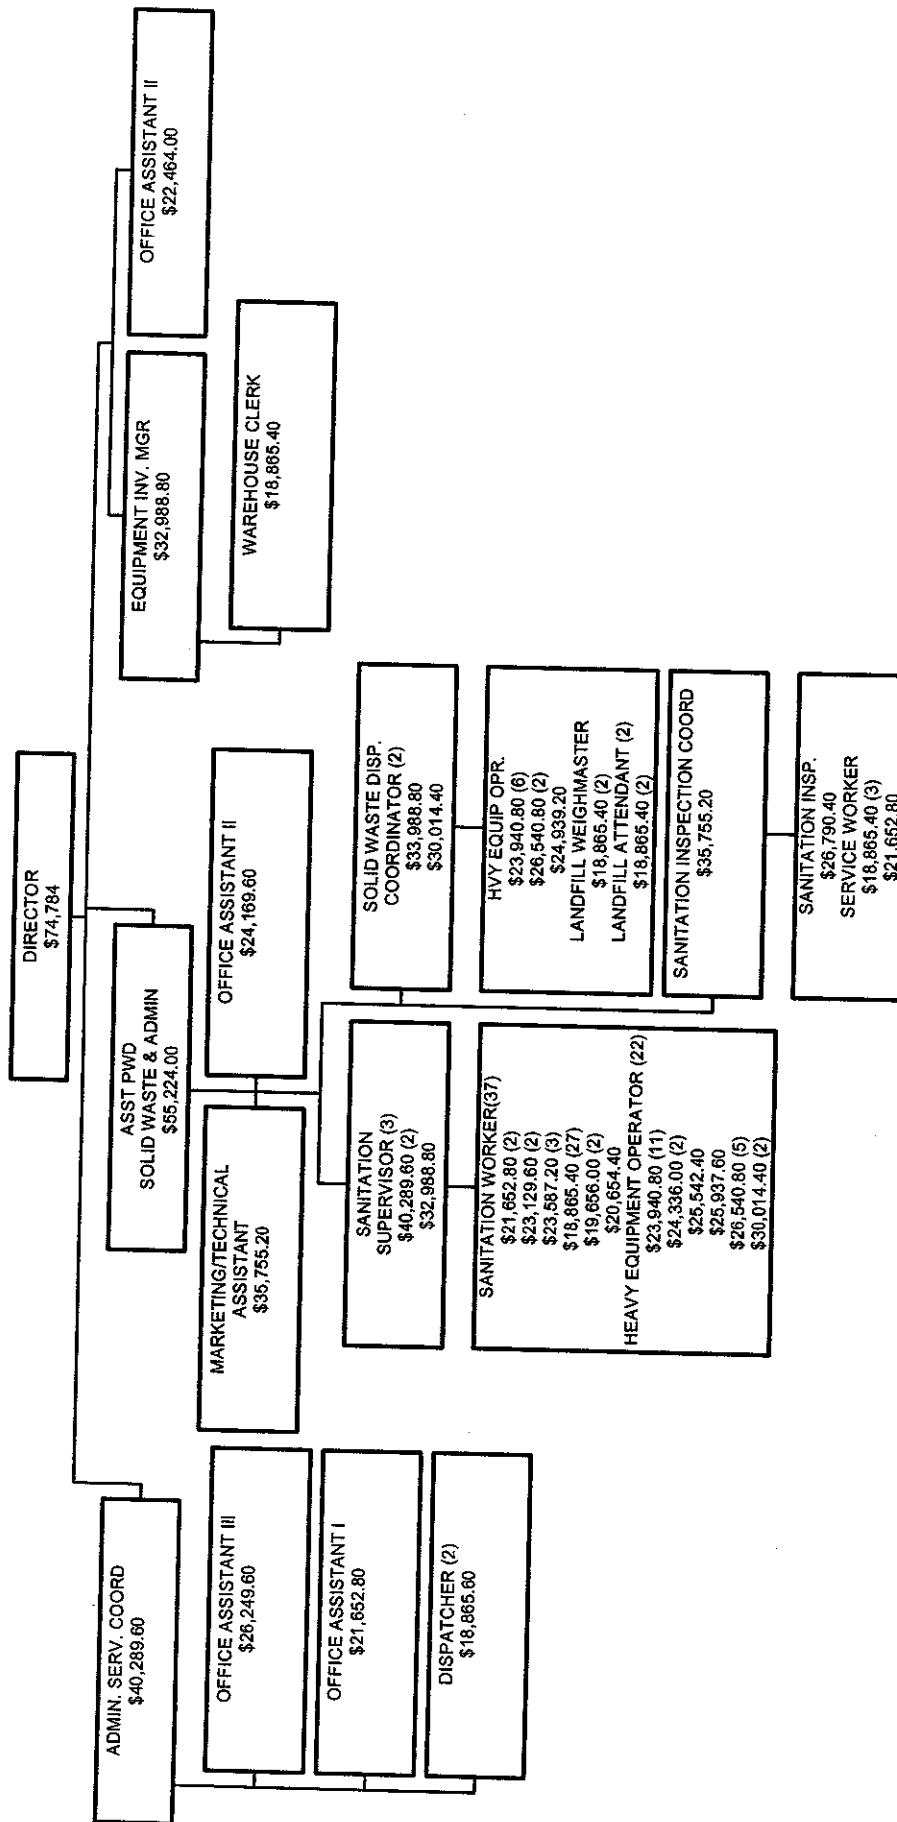 DIRECTOR
$74,784
ADMIN. SERV. COORD
$40,289.60
OFFICE ASSISTANT III
$26,249.60
OFFICE ASSISTANT I
$21,652.80
DISPATCHER (2)
$18,865.60
ASST PWD
SOLID WASTE & ADMIN
$55,224.00
MARKETING/TECHNICAL
ASSISTANT
$35,755.20
OFFICE ASSISTANT II
$24,169.60
SANITATION
SUPERVISOR (3)
$40,289.60 (2)
$32,988.80
SANITATION WORKER(37)
$21,652.80 (2)
$23,129.60 (2)
$23,587.20 (3)
$18,865.40 (27)
$19,656.00 (2)
$20,654.40
HEAVY EQUIPMENT OPERATOR (22)
$23,940.80 (11)
$24,336.00 (2)
$25,542.40
$25,937.60
$26,540.80 (5)
$30,014.40 (2)
SOLID WASTE DISP.
COORDINATOR (2)
$33,988.80
$30,014.40
HVY EQUIP OPR.
$23,940.80 (6)
$26,540.80 (2)
$24,939.20
LANDFILL WEIGHMASTER
$18,865.40 (2)
LANDFILL ATTENDANT (2)
$18,865.40 (2)
SANITATION INSPECTION COORD
$35,755.20
SANITATION INSP.
$26,790.40
SERVICE WORKER
$18,865.40 (3)
$21,652.80
EQUIPMENT INV. MGR
$32,988.80
WAREHOUSE CLERK
$18,865.40
OFFICE ASSISTANT II
$22,464.00